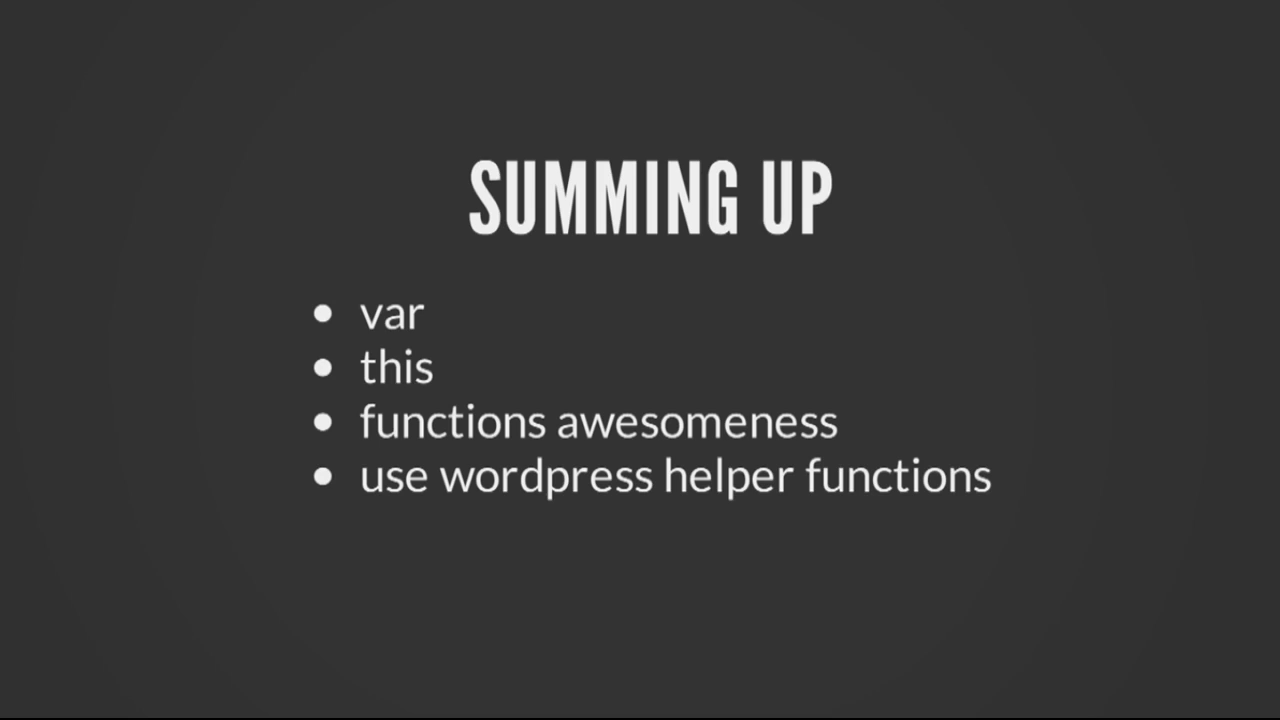 SUMMING UP
var
this
functions awesomeness
use wordpress helper functions